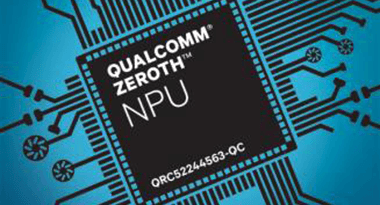 QUALCOMM®
ZEROTH™
NPU
QRC52244563-QC